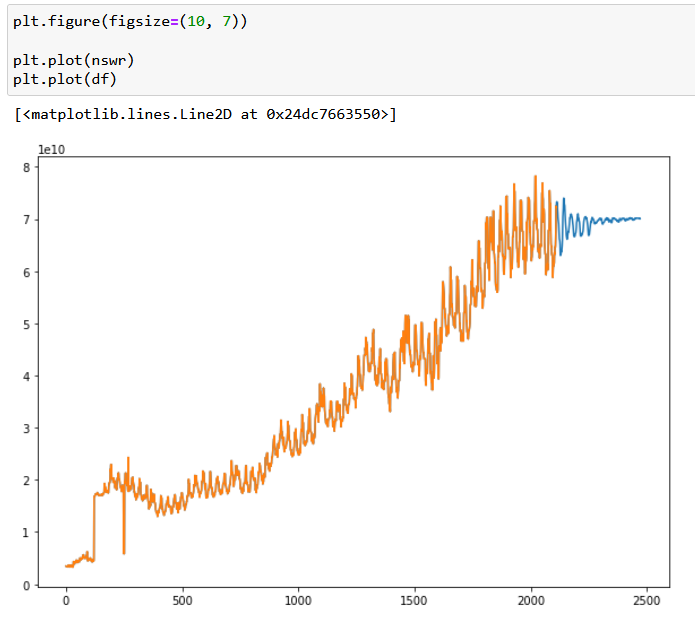 plt.figure(figsize=(10, 7))
plt.plot(nswr)
plt.plot(df)
[<matplotlib.lines.Line2D at 0x24dc7663550>]
1e10
8
7
6
5
4
3
2
1
0
0 500 1000 1500 2000 2500